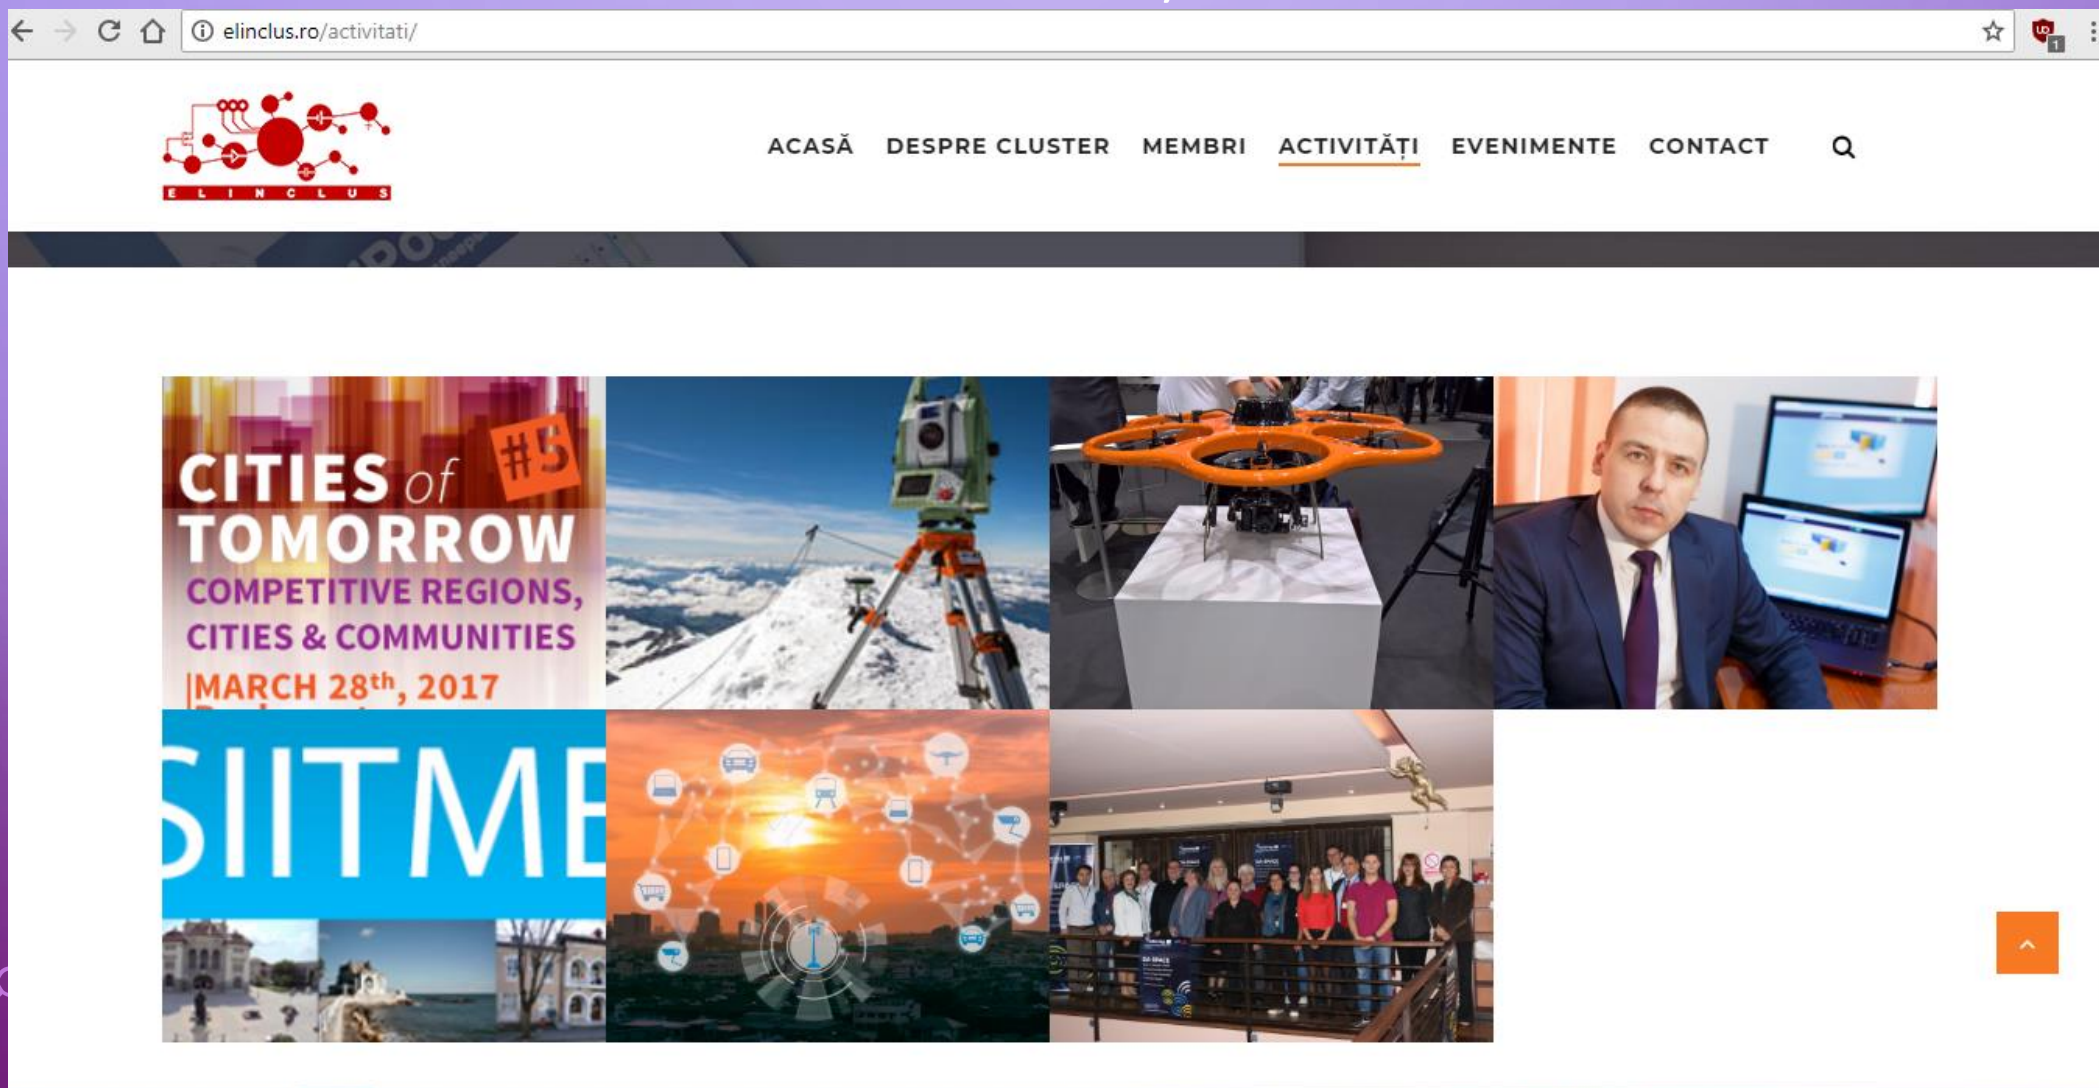 elinclus.ro/activitati/
1
ELINCLUS
ACASĂ DESPRE CLUSTER MEMBRI ACTIVITĂȚI EVENIMENTE CONTACT
#5
CITIES of
TOMORROW
COMPETITIVE REGIONS,
CITIES & COMMUNITIES
MARCH 28th, 2017
SIITME